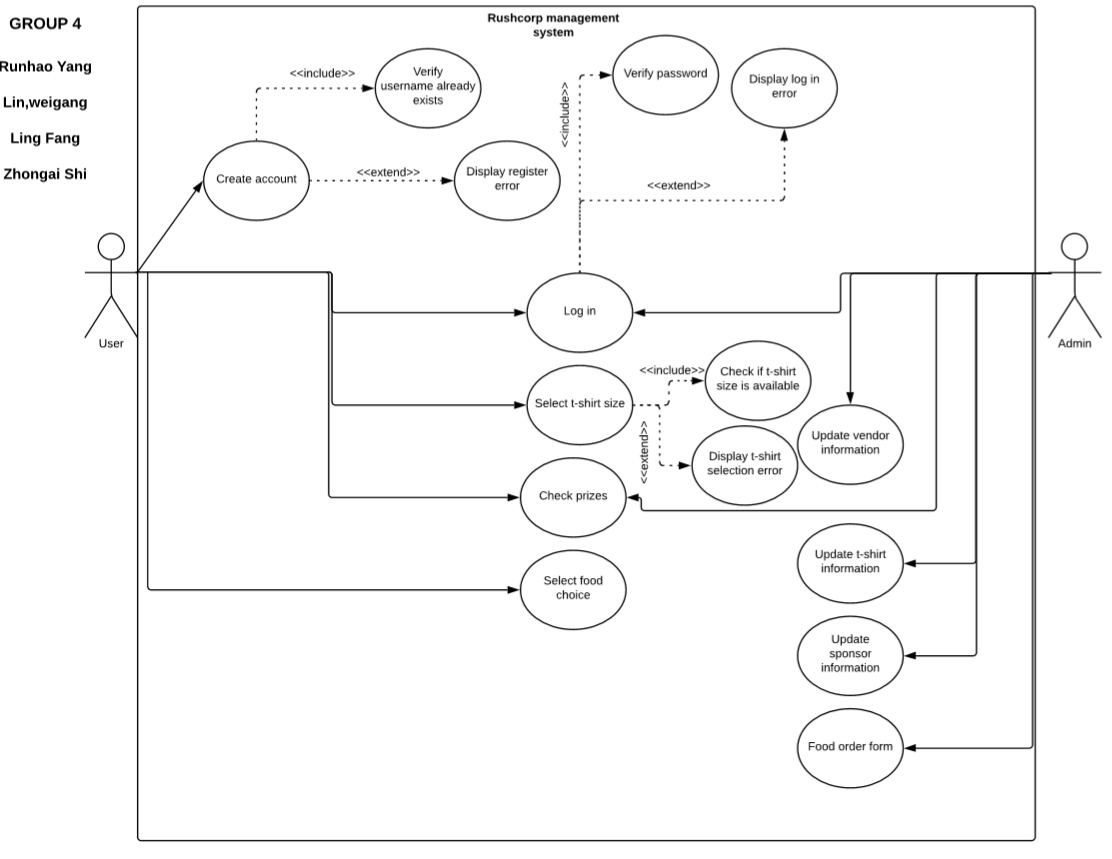 GROUP 4
Runhao Yang
Lin,weigang
Ling Fang
Zhongai Shi
Rushcorp management
system
<<include>>
Verify
username already
exists
<<include>>
Verify password
Display log in
error
Create account
<<extend>>
Display register
error
<<extend>>
User
Admin
Log in
Select t-shirt size
<<include>>
Check if t-shirt
size is available
<<extend>>
Display t-shirt
selection error
Update vendor
information
Check prizes
Select food
choice
Update t-shirt
information
Update
sponsor
information
Food order form